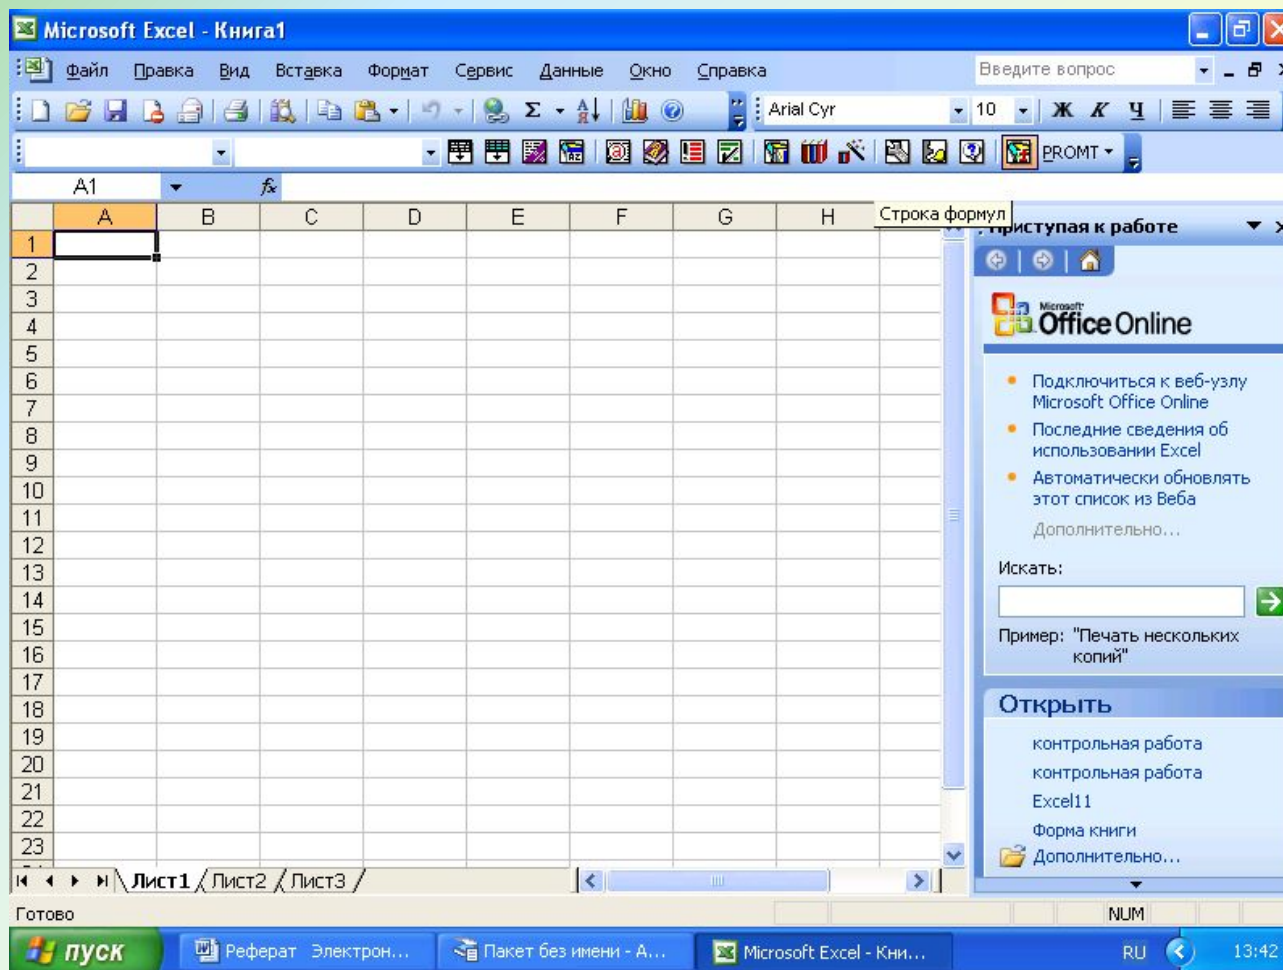 Microsoft Excel - Книга1
Файл Правка Вид Вставка Формат Сервис Данные Окно Справка Введите вопрос
Arial Cyr 10 Ж К Ч
PROMT
A1 fx
Строка формул
A B C D E F G H
Приступая к работе
1
2
3
4
5
6
7
8
9
10
11
12
13
14
15
16
17
18
19
20
21
22
23
Microsoft
Office Online
Подключиться к веб-узлу
Microsoft Office Online
Последние сведения об
использовании Excel
Автоматически обновлять
этот список из Веба
Дополнительно...
Искать:
Пример: "Печать нескольких
копий"
Открыть
контрольная работа
контрольная работа
Excel11
Форма книги
Дополнительно...
Лист1 Лист2 Лист3
Готово NUM
пуск Реферат Электрон... Пакет без имени - А... Microsoft Excel - Кни... RU 13:42